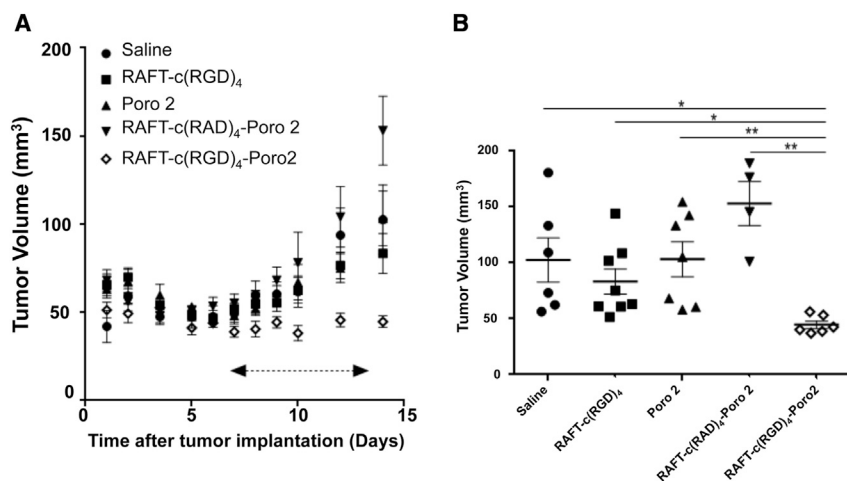 A
Saline
RAFT-c(RGD)₄
Poro 2
RAFT-c(RAD)₄-Poro 2
RAFT-c(RGD)₄-Poro2
Tumor Volume (mm³)
200
150
100
50
0
0
5
10
15
Time after tumor implantation (Days)
B
*
*
**
**
Tumor Volume (mm³)
200
150
100
50
0
Saline
RAFT-c(RGD)₄
Poro 2
RAFT-c(RAD)₄-Poro 2
RAFT-c(RGD)₄-Poro2